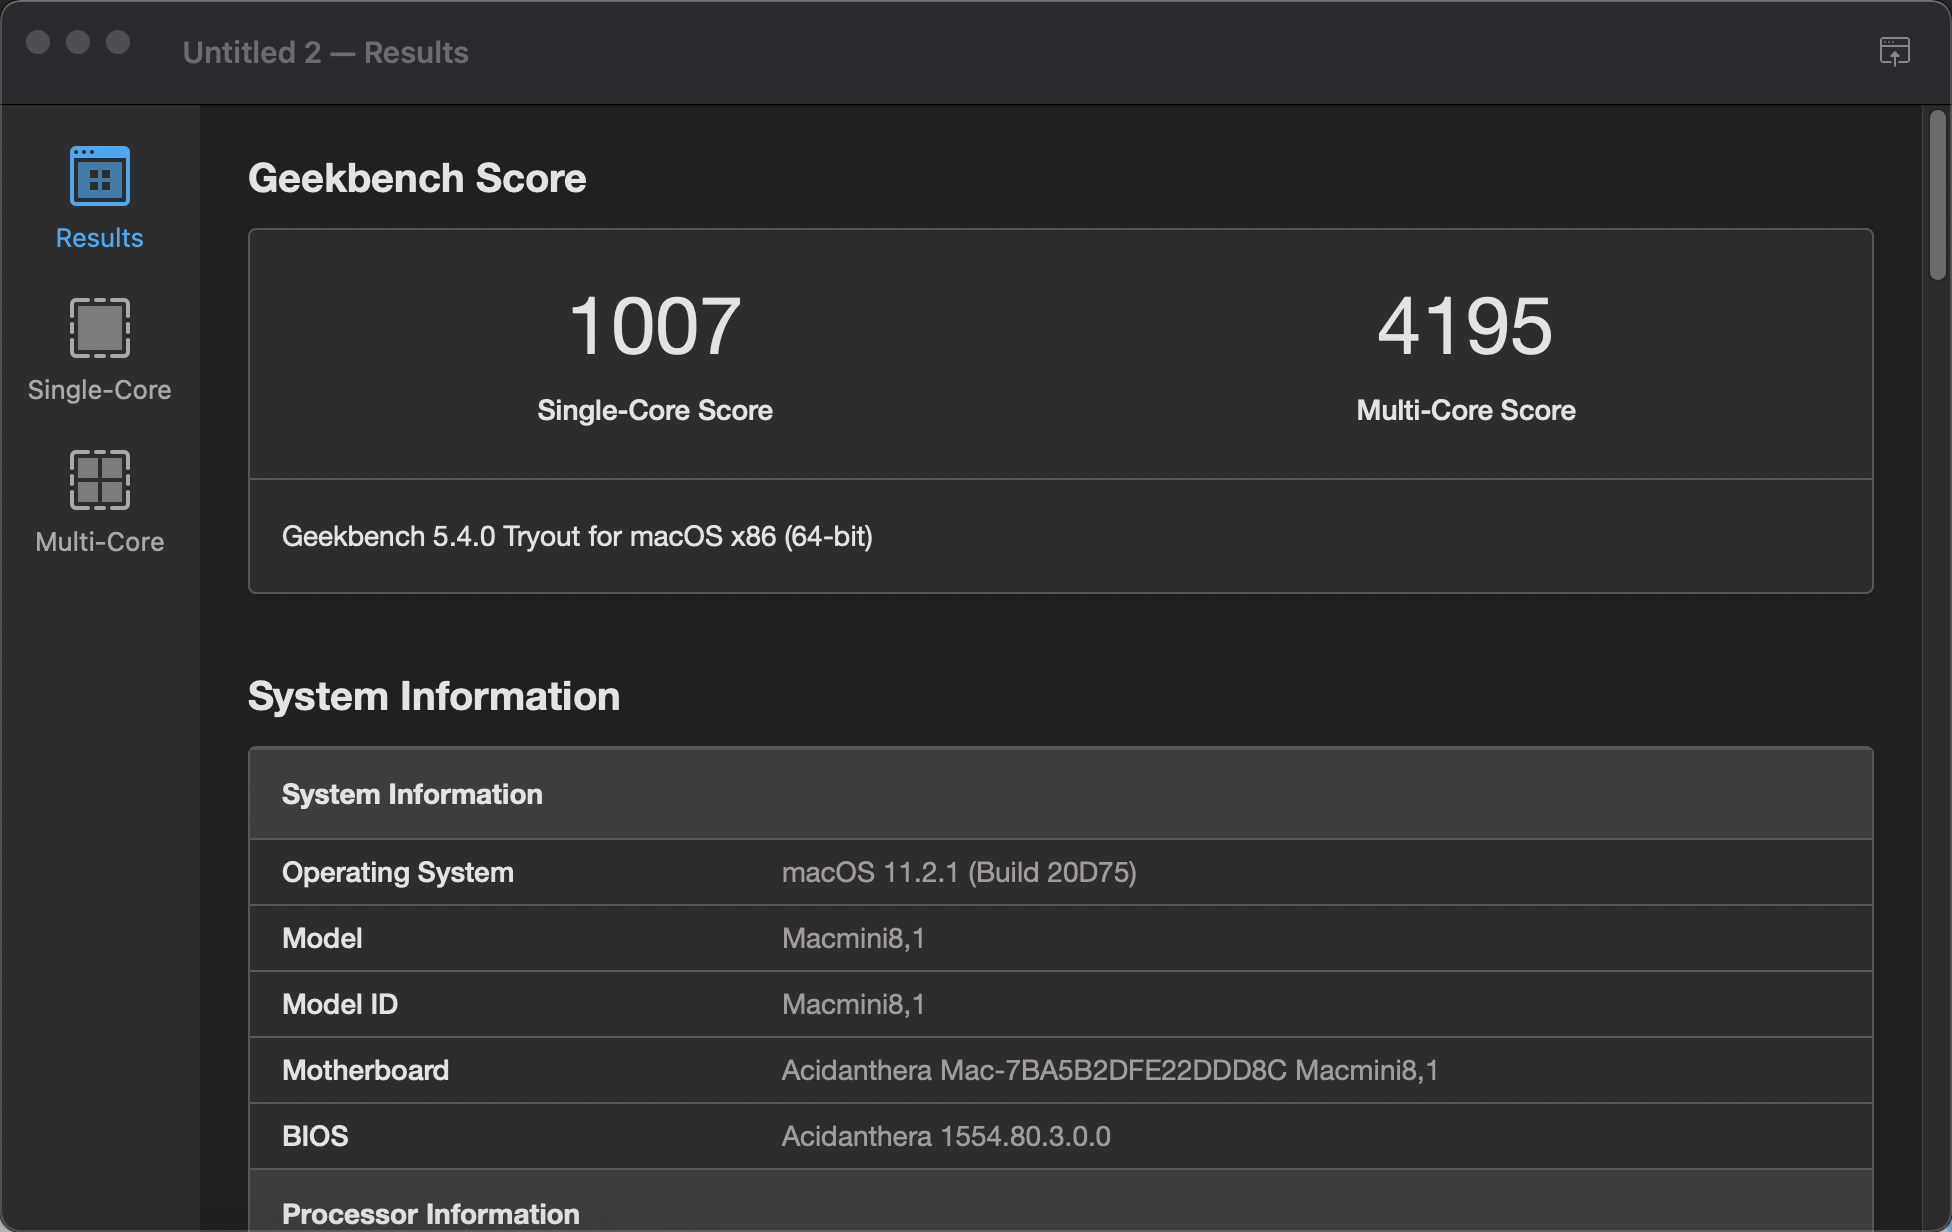 Untitled 2 — Results
Results
Single-Core
Multi-Core
Geekbench Score
1007
Single-Core Score
4195
Multi-Core Score
Geekbench 5.4.0 Tryout for macOS x86 (64-bit)
System Information
System Information
Operating System macOS 11.2.1 (Build 20D75)
Model Macmini8,1
Model ID Macmini8,1
Motherboard Acidanthera Mac-7BA5B2DFE22DDD8C Macmini8,1
BIOS Acidanthera 1554.80.3.0.0
Processor Information